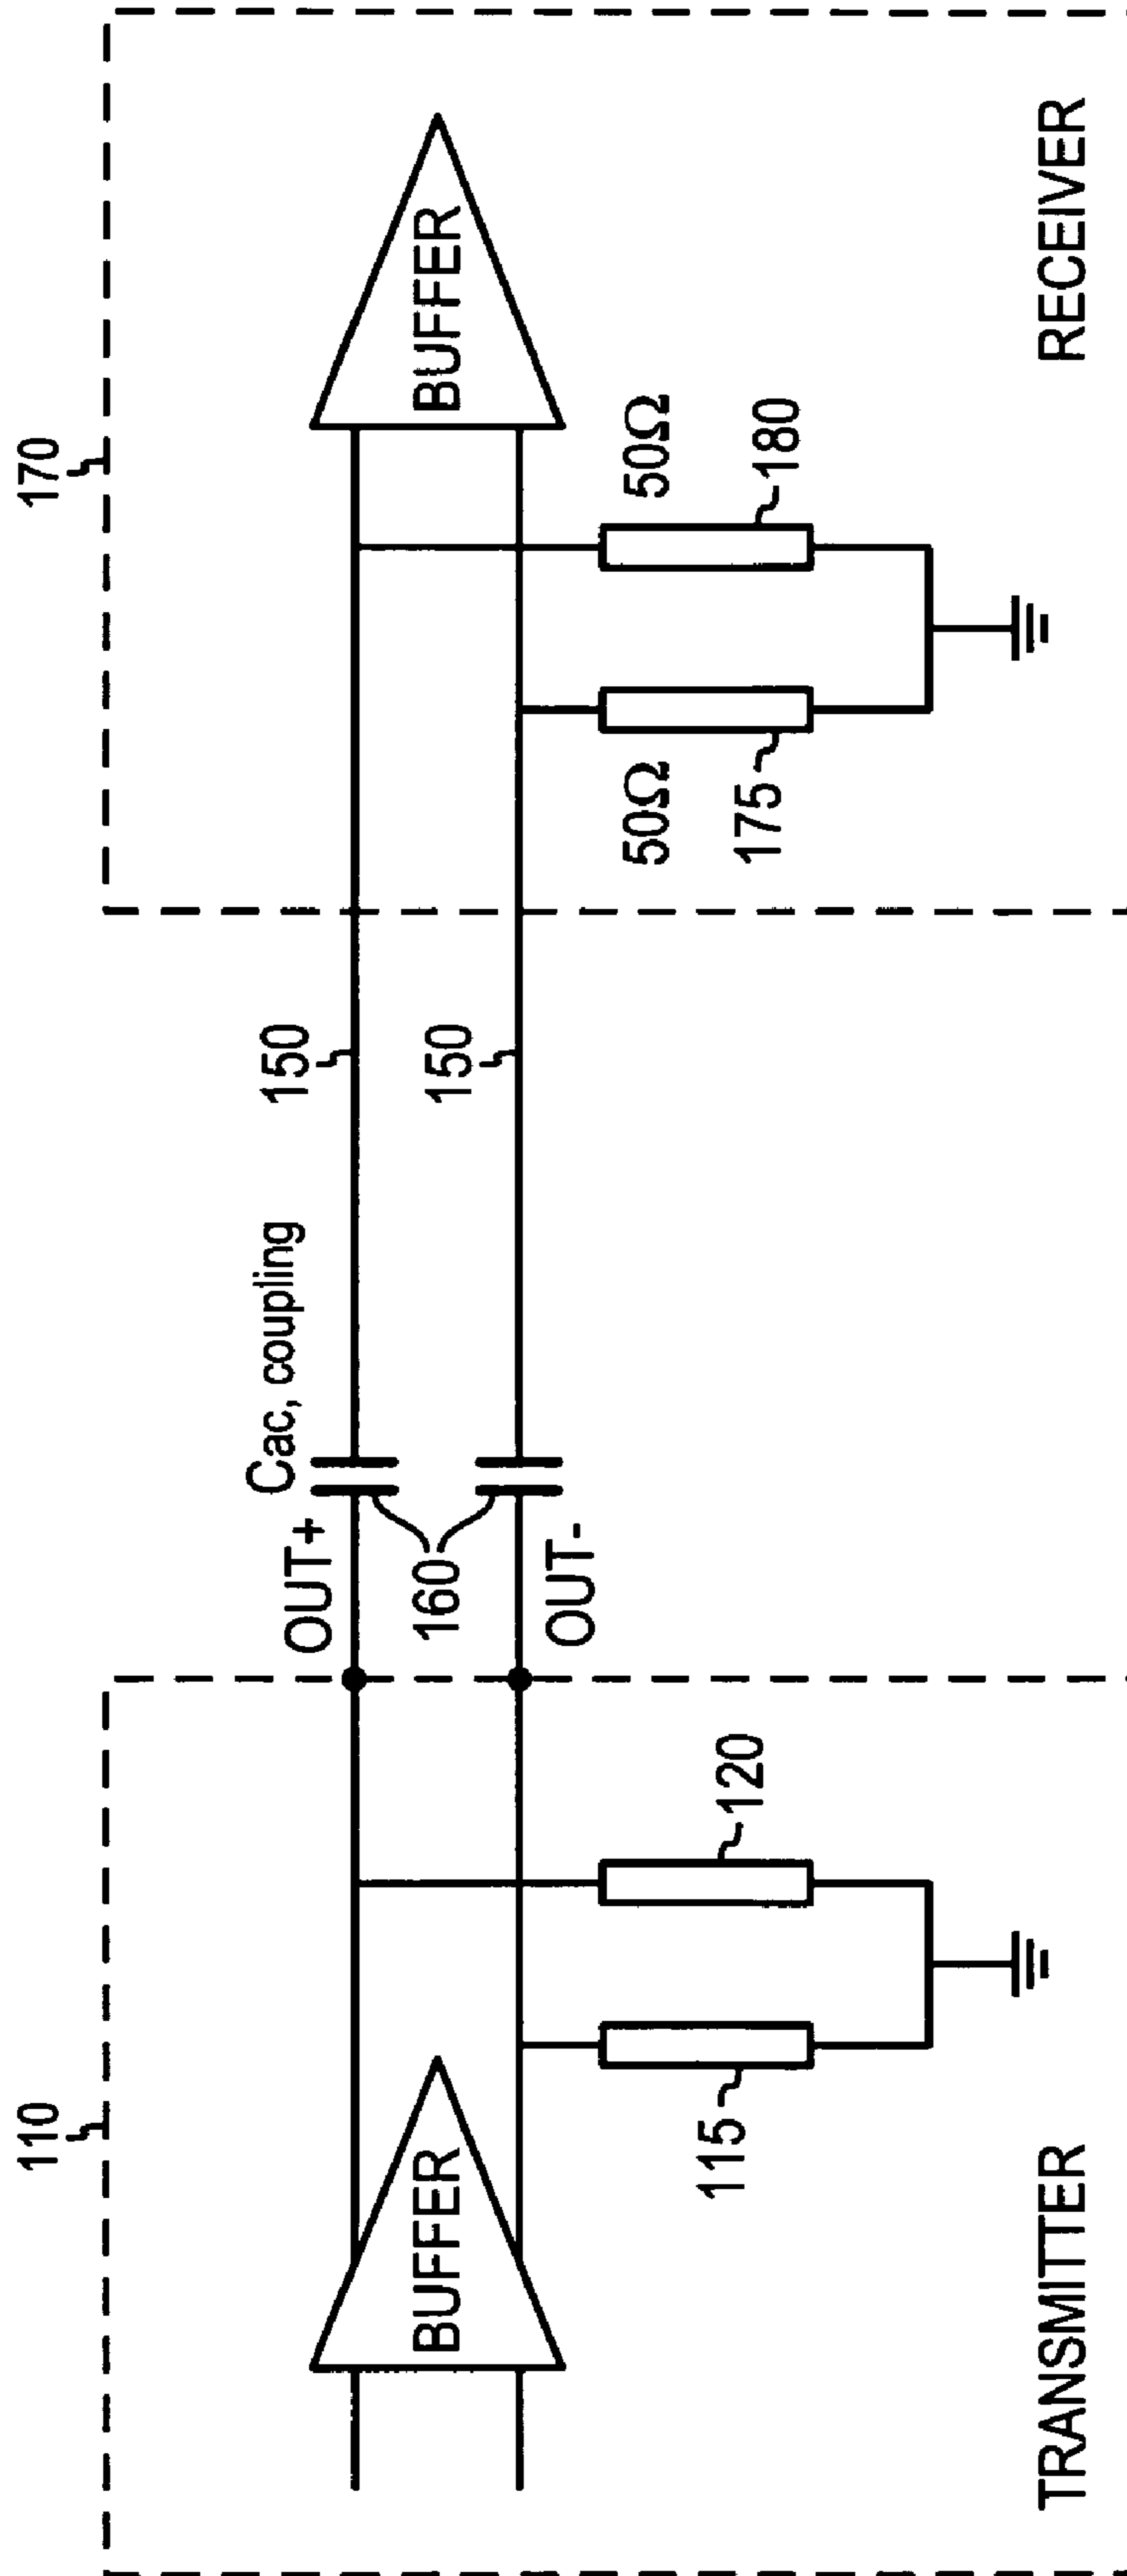 110
170
BUFFER
OUT+
Cac, coupling
150
BUFFER
160
150
OUT-
115
120
50Ω
50Ω
175
180
TRANSMITTER
RECEIVER